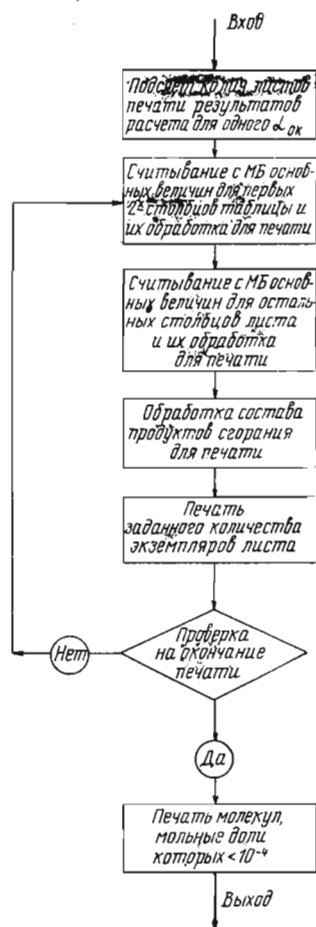 Вход
Подсчет колич. листов
печати результатов
расчета для одного α ок
Считывание с МБ основ-
ных величин для первых
2х столбцов таблицы и
их обработка для печати
Считывание с МБ основ-
ных величин для осталь-
ных столбцов листа
и их обработка
для печати
Обработка состава
продуктов сгорания
для печати
Печать
заданного количества
экземпляров листа
Проверка
на окончание
печати
Нет
Да
Печать молекул,
мольные доли
которых < 10⁻⁴
Выход